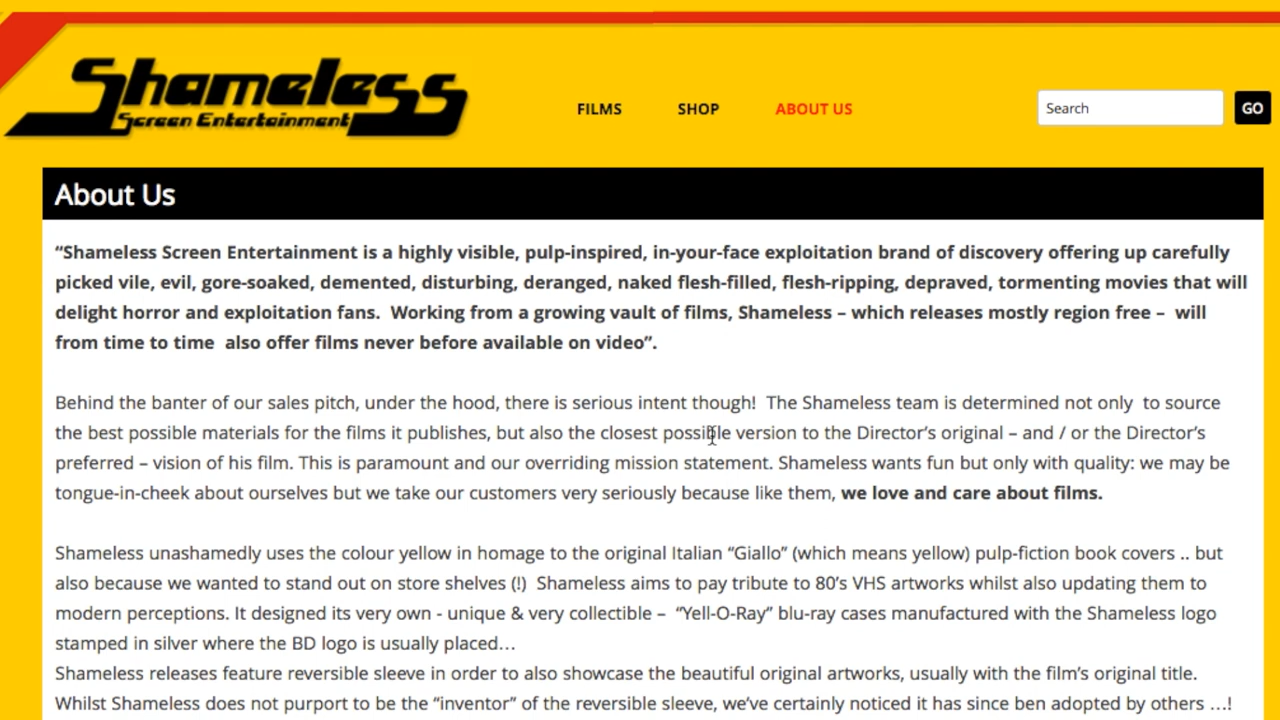 Shameless
Screen Entertainment
FILMS SHOP ABOUT US Search GO
About Us
“Shameless Screen Entertainment is a highly visible, pulp-inspired, in-your-face exploitation brand of discovery offering up carefully
picked vile, evil, gore-soaked, demented, disturbing, deranged, naked flesh-filled, flesh-ripping, depraved, tormenting movies that will
delight horror and exploitation fans.  Working from a growing vault of films, Shameless – which releases mostly region free –  will
from time to time  also offer films never before available on video”.
Behind the banter of our sales pitch, under the hood, there is serious intent though!  The Shameless team is determined not only  to source
the best possible materials for the films it publishes, but also the closest possible version to the Director’s original – and / or the Director’s
preferred – vision of his film. This is paramount and our overriding mission statement. Shameless wants fun but only with quality: we may be
tongue-in-cheek about ourselves but we take our customers very seriously because like them, we love and care about films.
Shameless unashamedly uses the colour yellow in homage to the original Italian “Giallo” (which means yellow) pulp-fiction book covers .. but
also because we wanted to stand out on store shelves (!)  Shameless aims to pay tribute to 80’s VHS artworks whilst also updating them to
modern perceptions. It designed its very own - unique & very collectible –  “Yell-O-Ray” blu-ray cases manufactured with the Shameless logo
stamped in silver where the BD logo is usually placed…
Shameless releases feature reversible sleeve in order to also showcase the beautiful original artworks, usually with the film’s original title.
Whilst Shameless does not purport to be the “inventor” of the reversible sleeve, we’ve certainly noticed it has since ben adopted by others …!